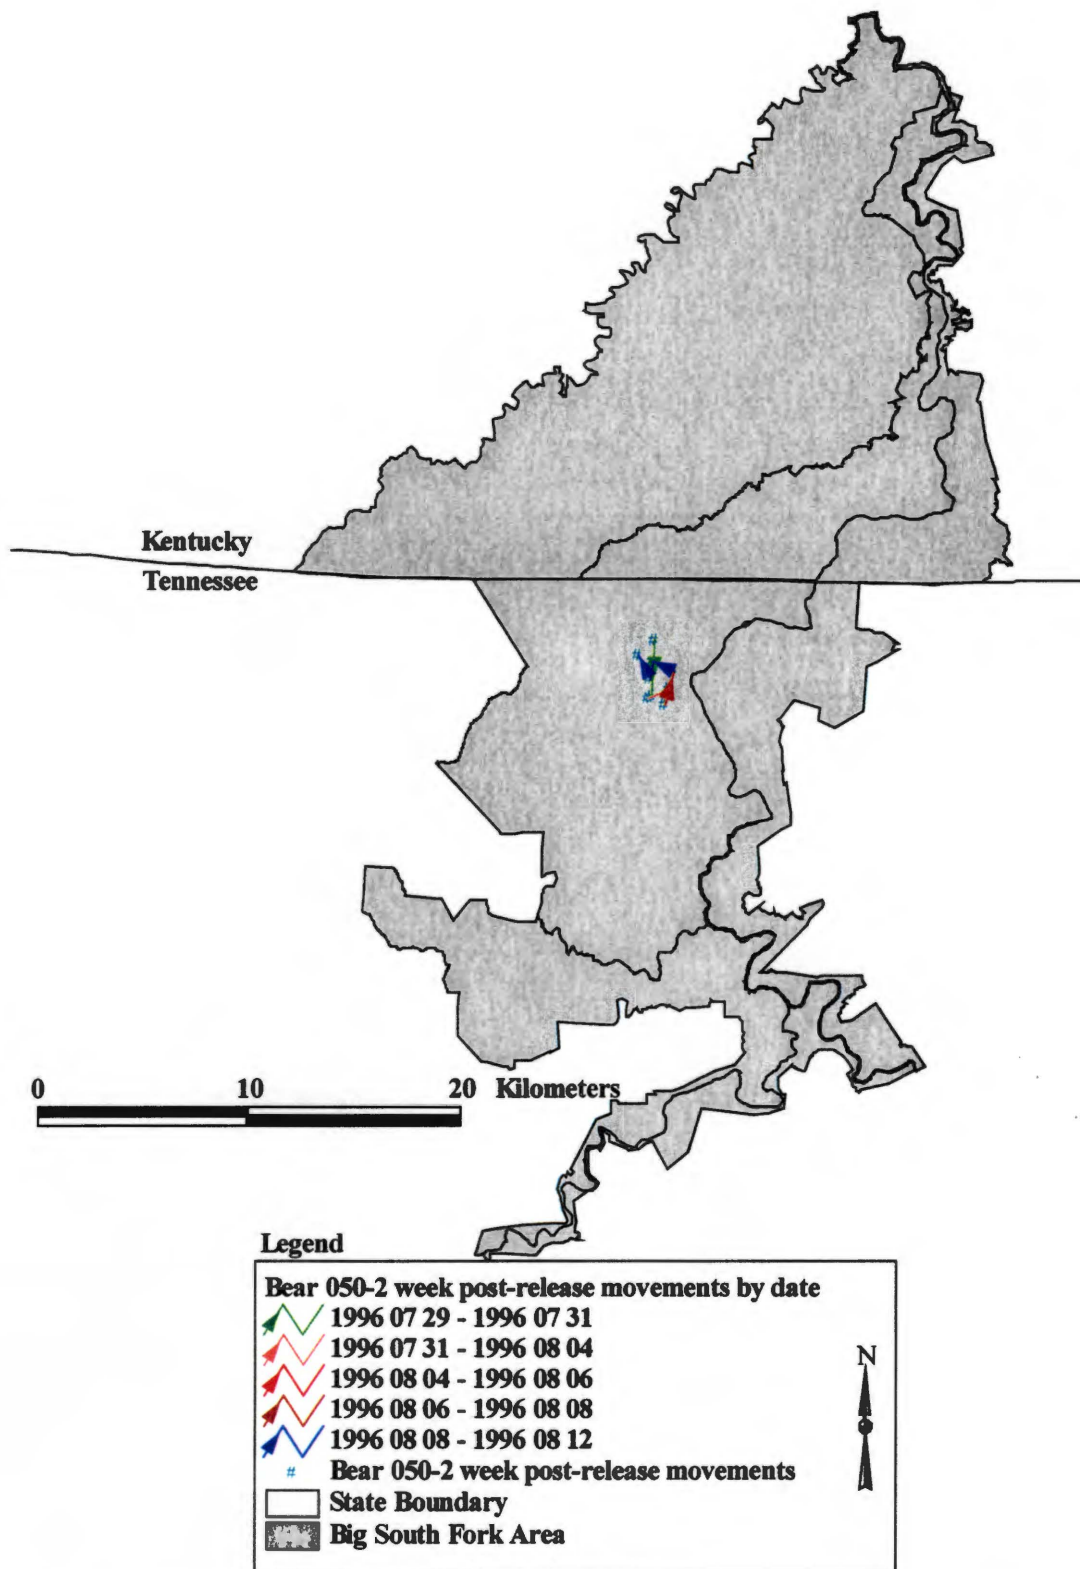 Kentucky
Tennessee
#
#
#
#
0 10 20 Kilometers
Legend
Bear 050-2 week post-release movements by date
1996 07 29 - 1996 07 31
1996 07 31 - 1996 08 04
1996 08 04 - 1996 08 06
1996 08 06 - 1996 08 08
1996 08 08 - 1996 08 12
# Bear 050-2 week post-release movements
State Boundary
Big South Fork Area
N